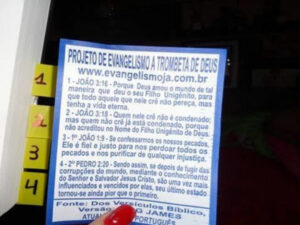 PROJETO DE EVANGELISMO A TROMBETA DE DEUS
www.evangelismoja.com.br
1 - JOÃO 3:16 - Porque Deus amou o mundo de tal
maneira que deu o seu Filho Unigênito, para
que todo aquele que nele crê não pereça, mas
tenha a vida eterna.
2 - JOÃO 3:18 - Quem nele crê não é condenado;
mas quem não crê já está condenado, porque
não acreditou no Nome do Filho Unigênito de Deus.
3 - 1º JOÃO 1:9 - Se confessarmos os nossos pecados,
Ele é fiel e justo para nos perdoar todos os
pecados e nos purificar de qualquer injustiça.
4 - 2º PEDRO 2:20 - Sendo assim, se depois de fugir das
corrupções do mundo, mediante o conhecimento
do Senhor e Salvador Jesus Cristo, são uma vez mais
influenciados e vencidos por elas, seu último estado
tornou-se ainda pior que o primeiro.
Fonte: Dos Versículos Bíblico,
Versão JAMES
PORTUGUÊS
1
2
3
4